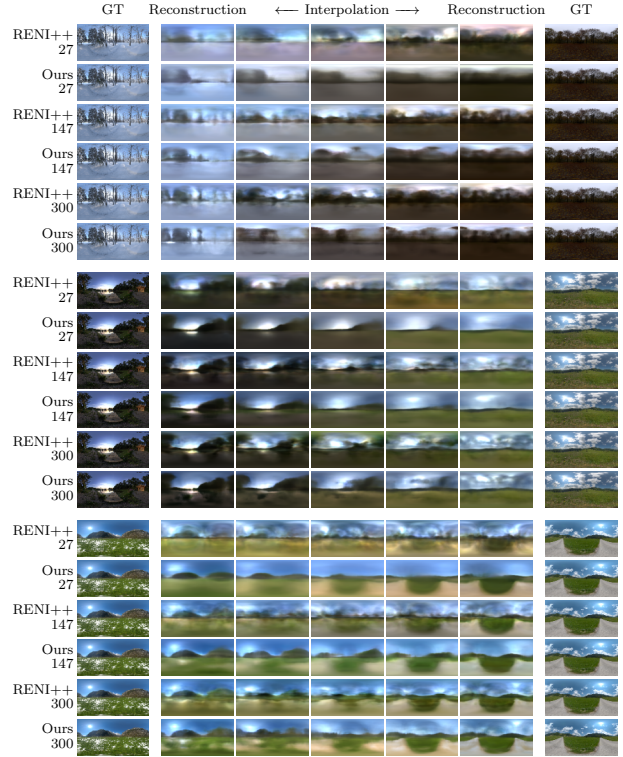 GT Reconstruction ⟵ Interpolation ⟶ Reconstruction GT
RENI++
27
Ours
27
RENI++
147
Ours
147
RENI++
300
Ours
300
RENI++
27
Ours
27
RENI++
147
Ours
147
RENI++
300
Ours
300
RENI++
27
Ours
27
RENI++
147
Ours
147
RENI++
300
Ours
300